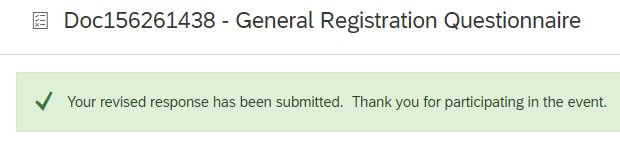 Doc156261438 - General Registration Questionnaire
Your revised response has been submitted.  Thank you for participating in the event.